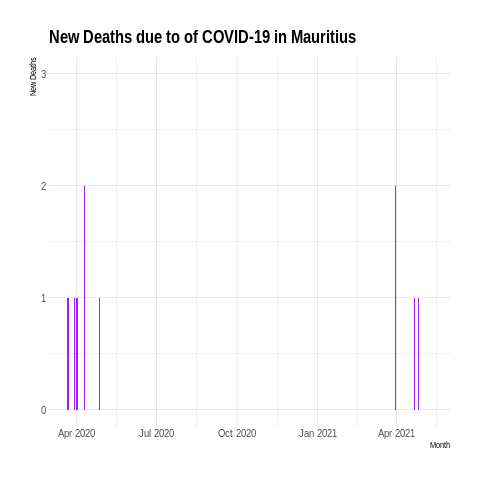 New Deaths due to of COVID-19 in Mauritius
New Deaths
3
2
1
0
Apr 2020 Jul 2020 Oct 2020 Jan 2021 Apr 2021
Month